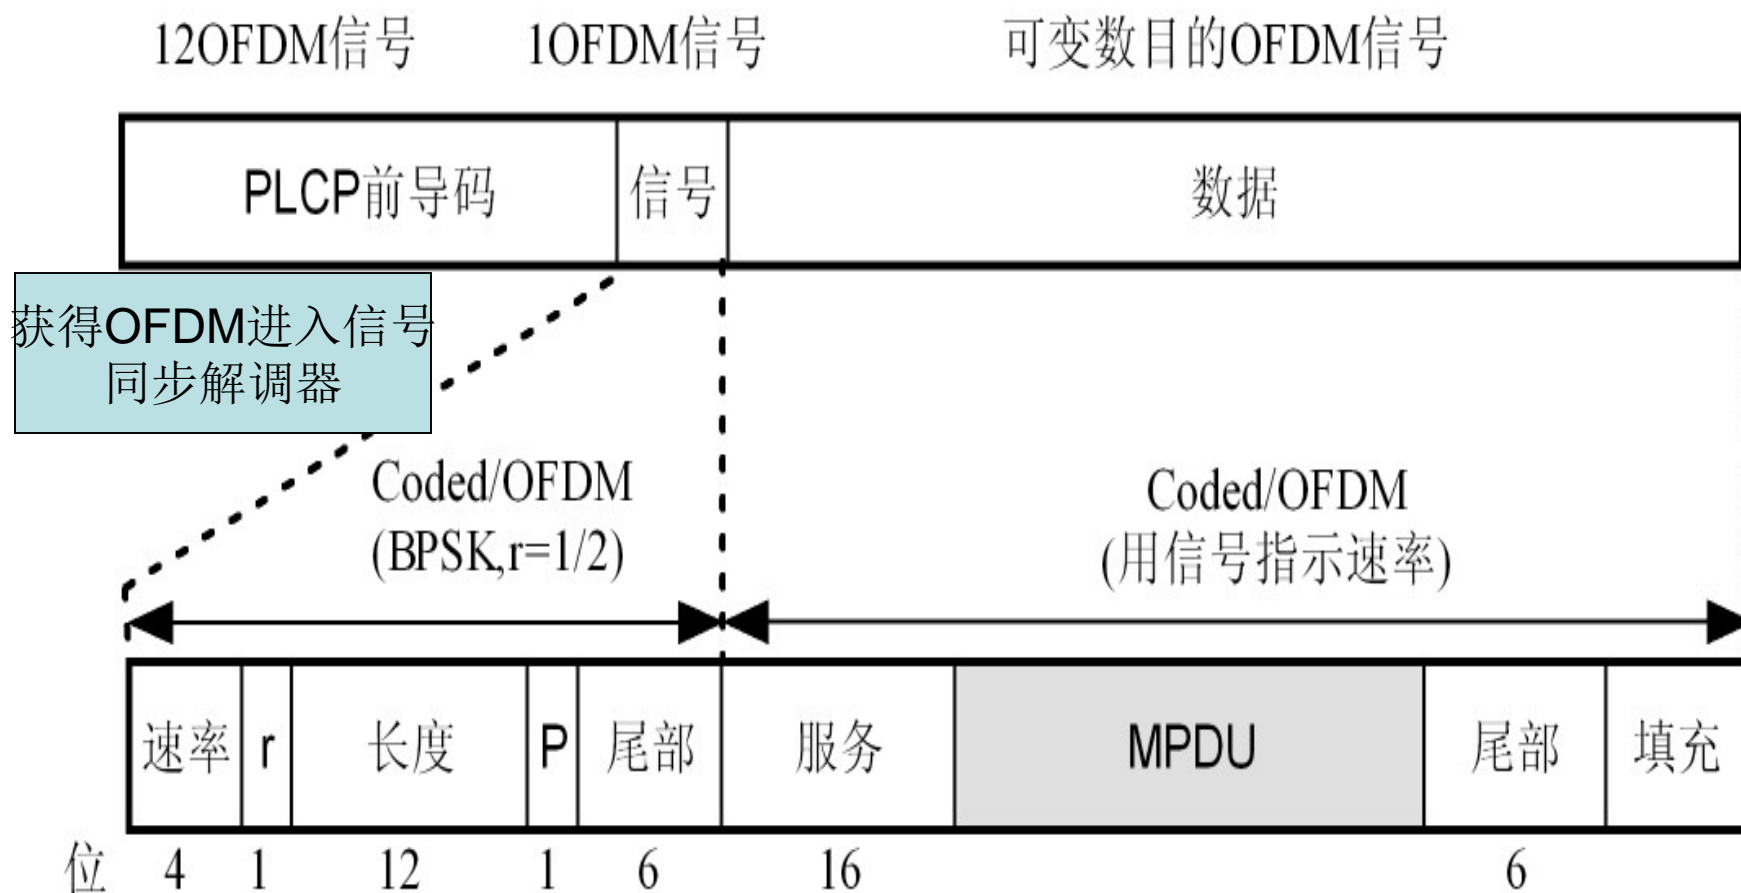 12OFDM信号 1OFDM信号 可变数目的OFDM信号
PLCP前导码 信号 数据
获得OFDM进入信号
同步解调器
Coded/OFDM
(BPSK,r=1/2)
Coded/OFDM
(用信号指示速率)
速率 r 长度 P 尾部 服务 MPDU 尾部 填充
位 4 1 12 1 6 16 6